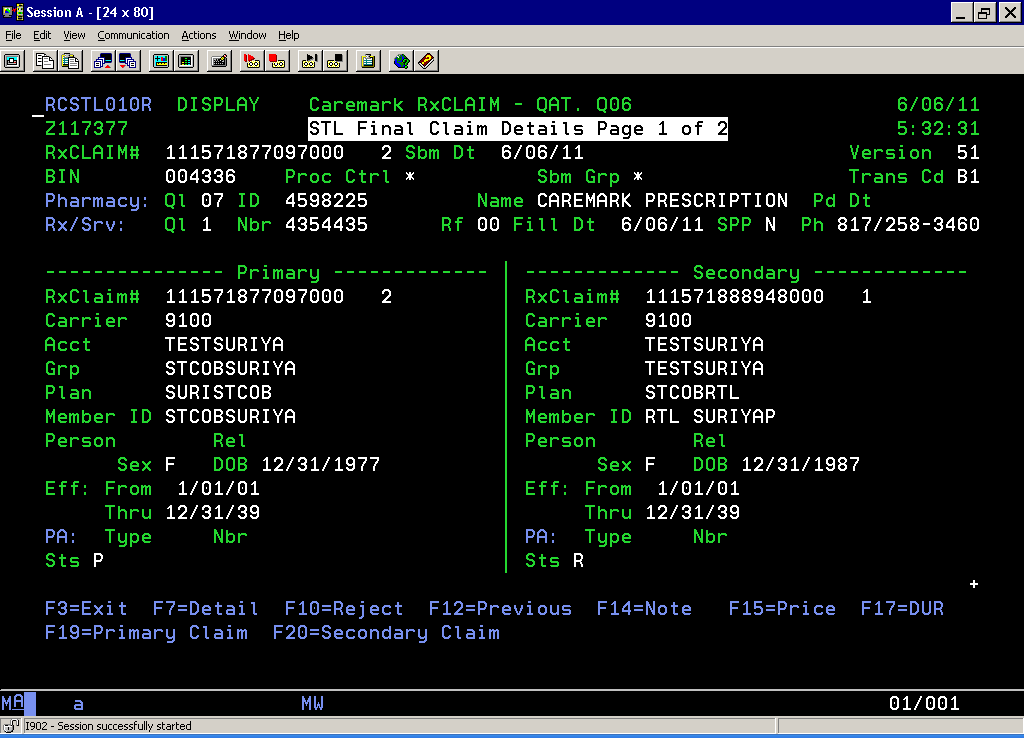 Session A - [24 x 80]
File Edit View Communication Actions Window Help
RCSTL010R DISPLAY Caremark RxCLAIM - QAT. Q06 6/06/11
Z117377 STL Final Claim Details Page 1 of 2 5:32:31
RxCLAIM# 111571877097000 2 Sbm Dt 6/06/11 Version 51
BIN 004336 Proc Ctrl * Sbm Grp * Trans Cd B1
Pharmacy: Ql 07 ID 4598225 Name CAREMARK PRESCRIPTION Pd Dt
Rx/Srv: Ql 1 Nbr 4354435 Rf 00 Fill Dt 6/06/11 SPP N Ph 817/258-3460
--------------- Primary ------------- | ------------- Secondary -------------
RxClaim# 111571877097000 2 | RxClaim# 111571888948000 1
Carrier 9100 | Carrier 9100
Acct TESTSURIYA | Acct TESTSURIYA
Grp STCOBSURIYA | Grp TESTSURIYA
Plan SURISTCOB | Plan STCOBRTL
Member ID STCOBSURIYA | Member ID RTL SURIYAP
Person Rel | Person Rel
Sex F DOB 12/31/1977 | Sex F DOB 12/31/1987
Eff: From 1/01/01 | Eff: From 1/01/01
Thru 12/31/39 | Thru 12/31/39
PA: Type Nbr | PA: Type Nbr
Sts P | Sts R
+
F3=Exit F7=Detail F10=Reject F12=Previous F14=Note F15=Price F17=DUR
F19=Primary Claim F20=Secondary Claim
MA a MW 01/001
I902 - Session successfully started